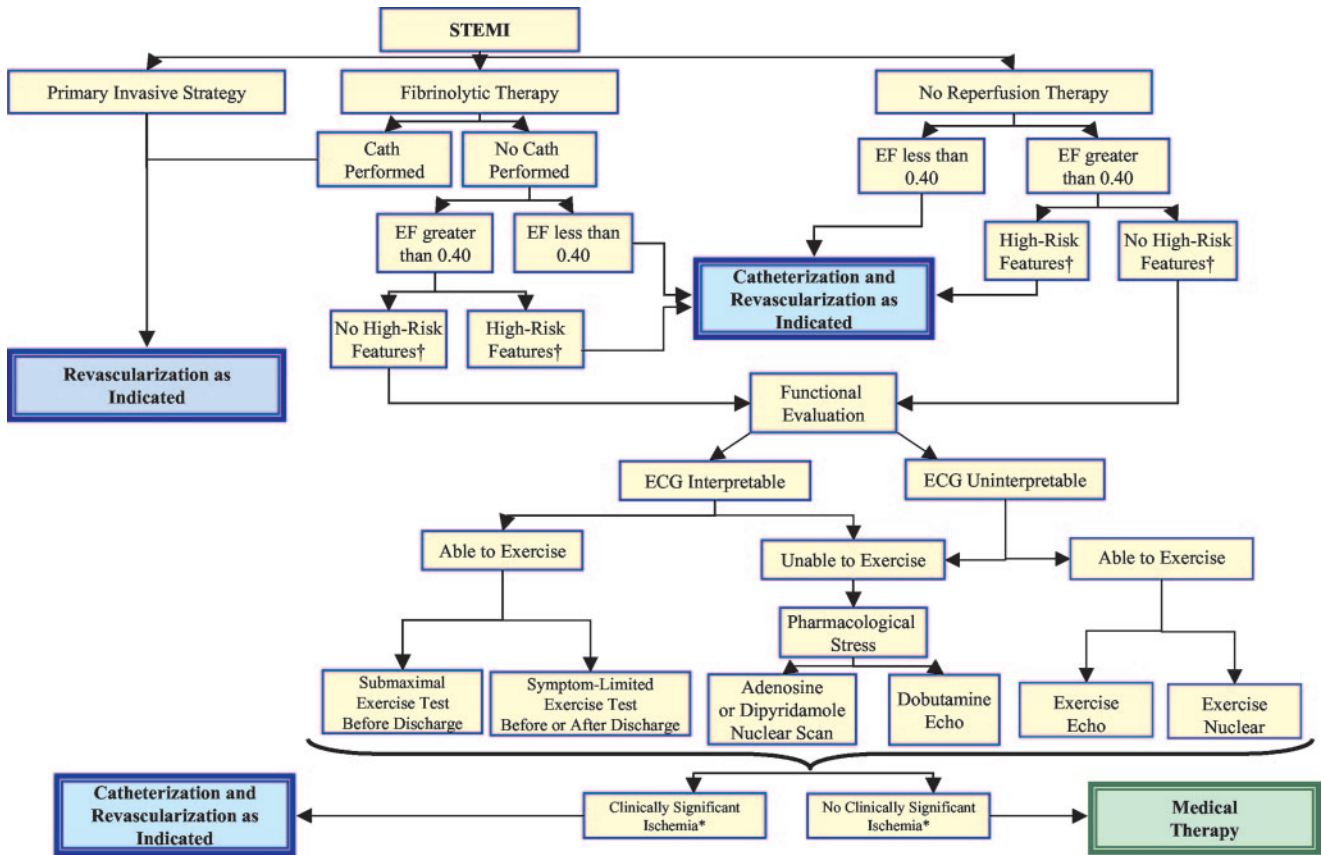 STEMI
Primary Invasive Strategy
Fibrinolytic Therapy
No Reperfusion Therapy
Cath
Performed
No Cath
Performed
EF less than
0.40
EF greater
than 0.40
EF greater
than 0.40
EF less than
0.40
High-Risk
Features†
No High-Risk
Features†
Catheterization and
Revascularization as
Indicated
No High-Risk
Features†
High-Risk
Features†
Revascularization as
Indicated
Functional
Evaluation
ECG Interpretable
ECG Uninterpretable
Able to Exercise
Unable to Exercise
Able to Exercise
Pharmacological
Stress
Submaximal
Exercise Test
Before Discharge
Symptom-Limited
Exercise Test
Before or After Discharge
Adenosine
or Dipyridamole
Nuclear Scan
Dobutamine
Echo
Exercise
Echo
Exercise
Nuclear
Catheterization and
Revascularization as
Indicated
Clinically Significant
Ischemia*
No Clinically Significant
Ischemia*
Medical
Therapy